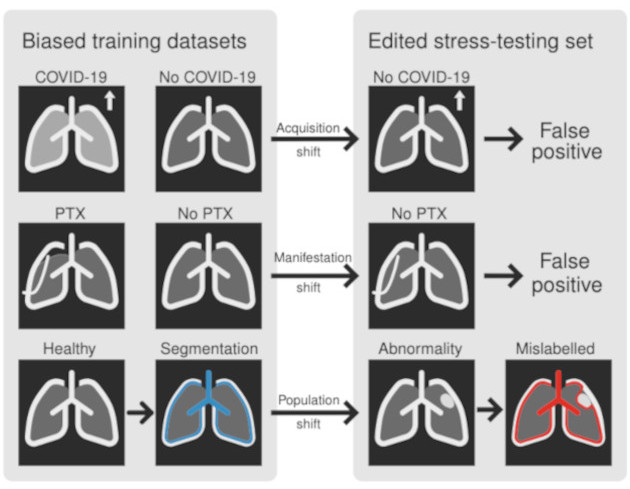 Biased training datasets
Edited stress-testing set
COVID-19
No COVID-19
Acquisition
shift
No COVID-19
False
positive
PTX
No PTX
Manifestation
shift
No PTX
False
positive
Healthy
Segmentation
Population
shift
Abnormality
Mislabelled